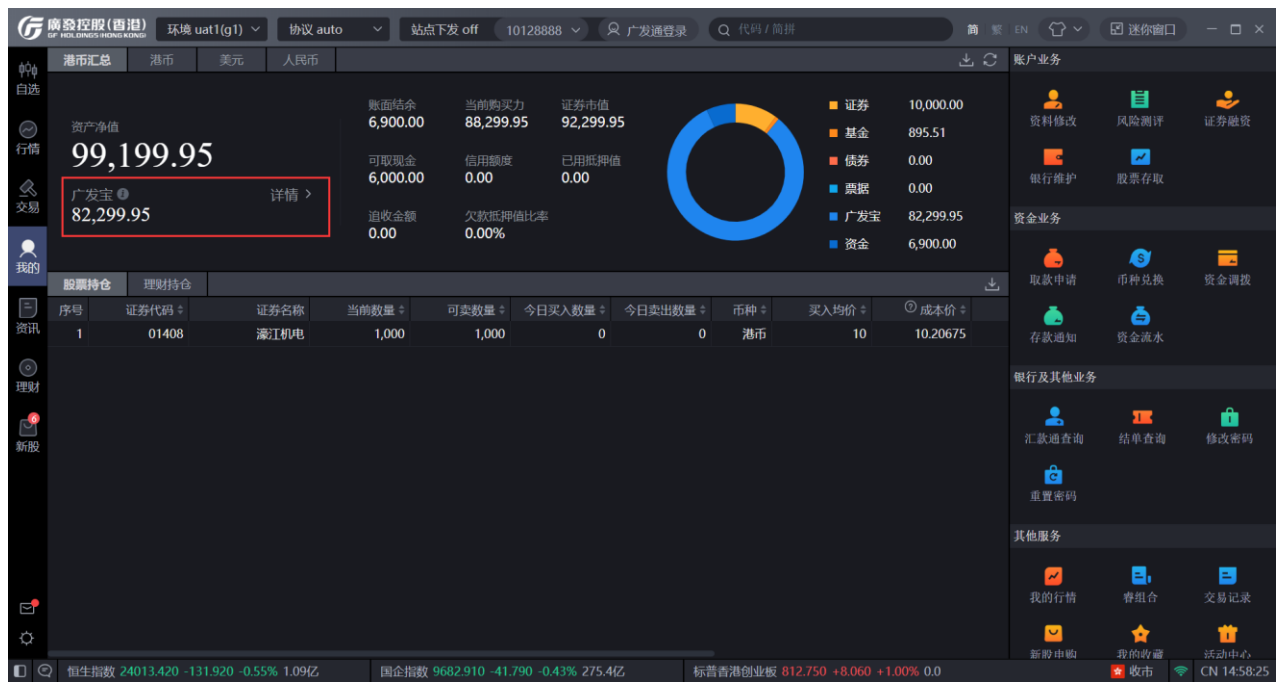 廣發控股(香港) 环境 uat1(g1) 协议 auto 站点下发 off 10128888 广发通登录 代码 / 简拼 简 繁 EN 迷你窗口
GF HOLDINGS (HONG KONG)
自选
行情
交易
我的
资讯
理财
6
新股
港币汇总 港币 美元 人民币
资产净值
99,199.95
广发宝 详情 >
82,299.95
账面结余 当前购买力 证券市值
6,900.00 88,299.95 92,299.95
可取现金 信用额度 已用抵押值
6,000.00 0.00 0.00
追收金额 欠款抵押值比率
0.00 0.00%
证券 10,000.00
基金 895.51
债券 0.00
票据 0.00
广发宝 82,299.95
资金 6,900.00
股票持仓 理财持仓
序号 证券代码 证券名称 当前数量 可卖数量 今日买入数量 今日卖出数量 币种 买入均价 成本价
1 01408 濠江机电 1,000 1,000 0 0 港币 10 10.20675
账户业务
资料修改 风险测评 证券融资
银行维护 股票存取
资金业务
取款申请 币种兑换 资金调拨
存款通知 资金流水
银行及其他业务
汇款通查询 结单查询 修改密码
重置密码
其他服务
我的行情 睿组合 交易记录
新股申购 我的收藏 活动中心
恒生指数 24013.420 -131.920 -0.55% 1.09亿 国企指数 9682.910 -41.790 -0.43% 275.4亿 标普香港创业板 812.750 +8.060 +1.00% 0.0 收市 CN 14:58:25